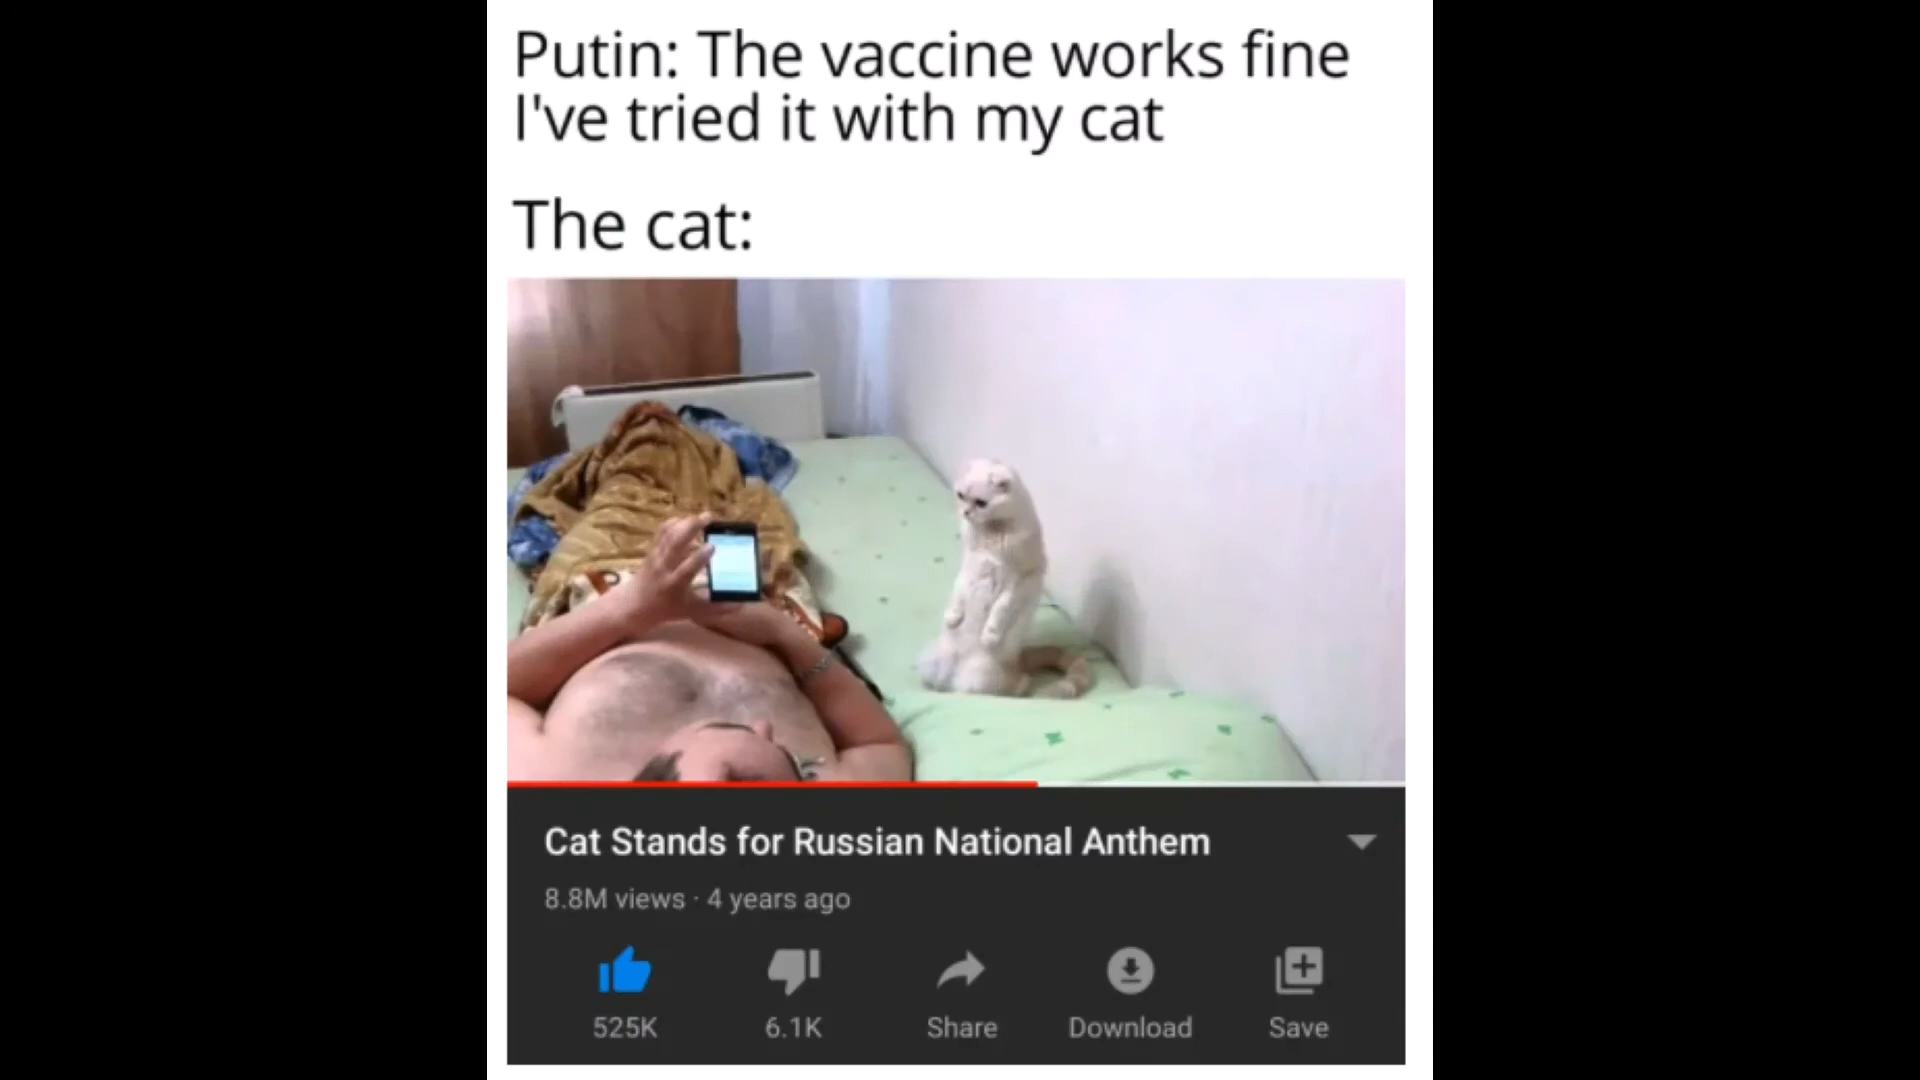 Putin: The vaccine works fine
I've tried it with my cat
The cat:
Cat Stands for Russian National Anthem
8.8M views · 4 years ago
525K 6.1K Share Download Save